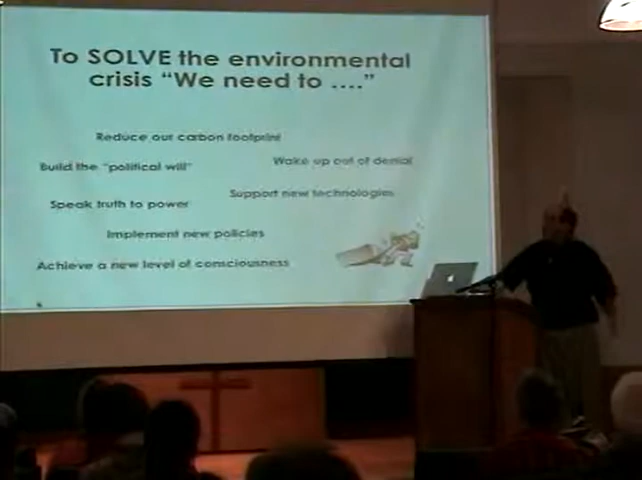 To SOLVE the environmental
crisis “We need to ....”
Reduce our carbon footprint
Wake up out of denial
Build the “political will”
Support new technologies
Speak truth to power
Implement new policies
Achieve a new level of consciousness